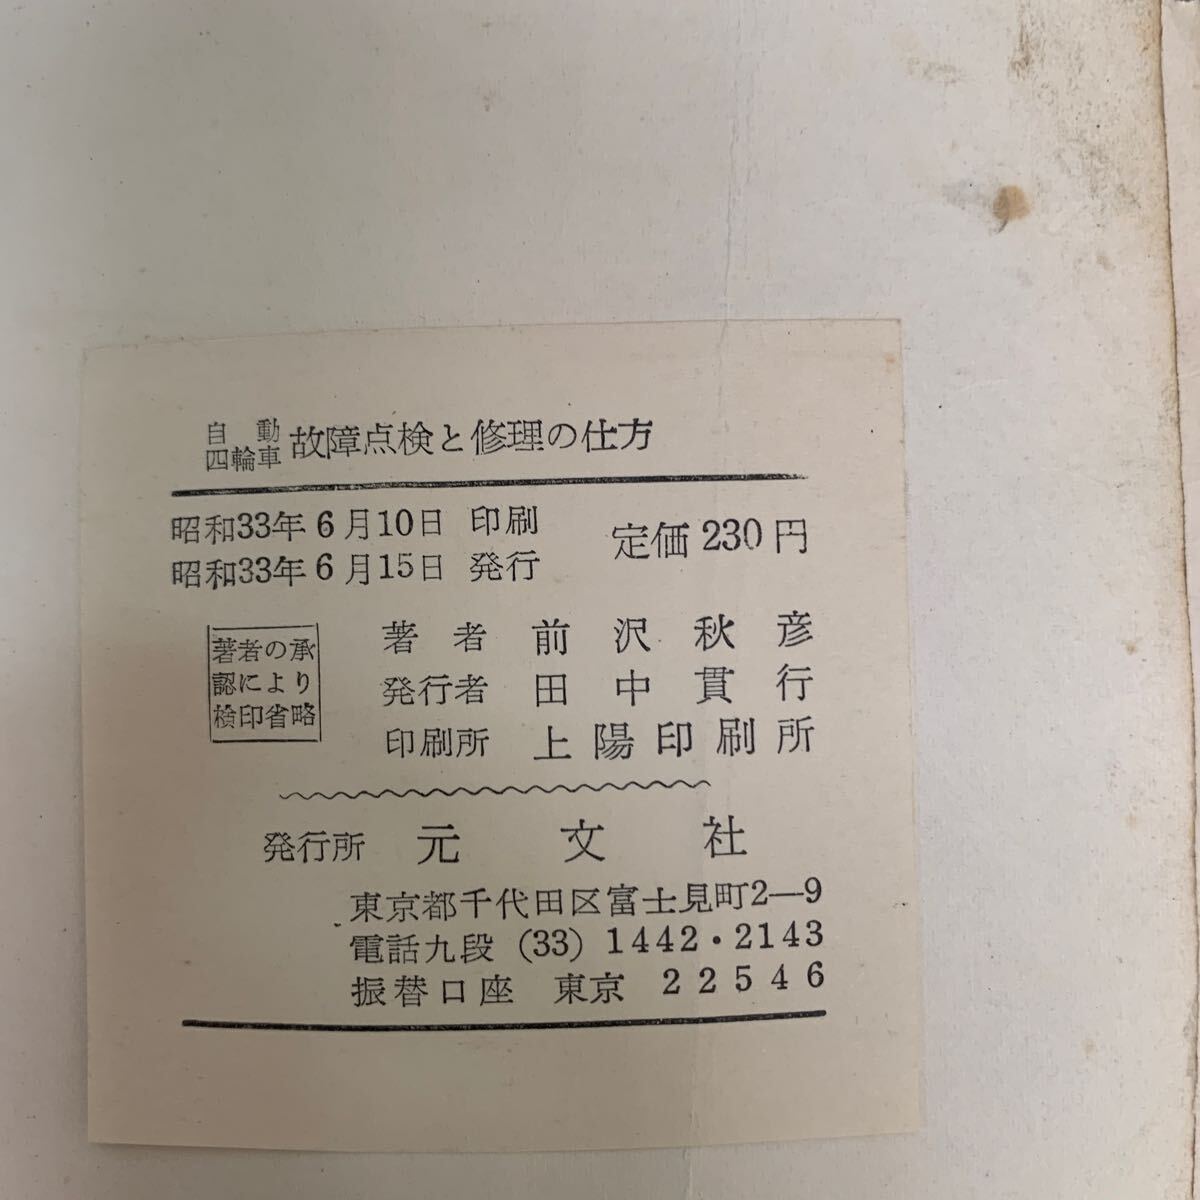 自動
四輪車 故障点検と修理の仕方
昭和33年6月10日 印刷
昭和33年6月15日 発行
定価230円
著者の承
認により
検印省略
著者 前沢秋彦
発行者 田中貫行
印刷所 上陽印刷所
発行所 元文社
東京都千代田区富士見町2―9
電話九段 (33) 1442・2143
振替口座 東京 22546